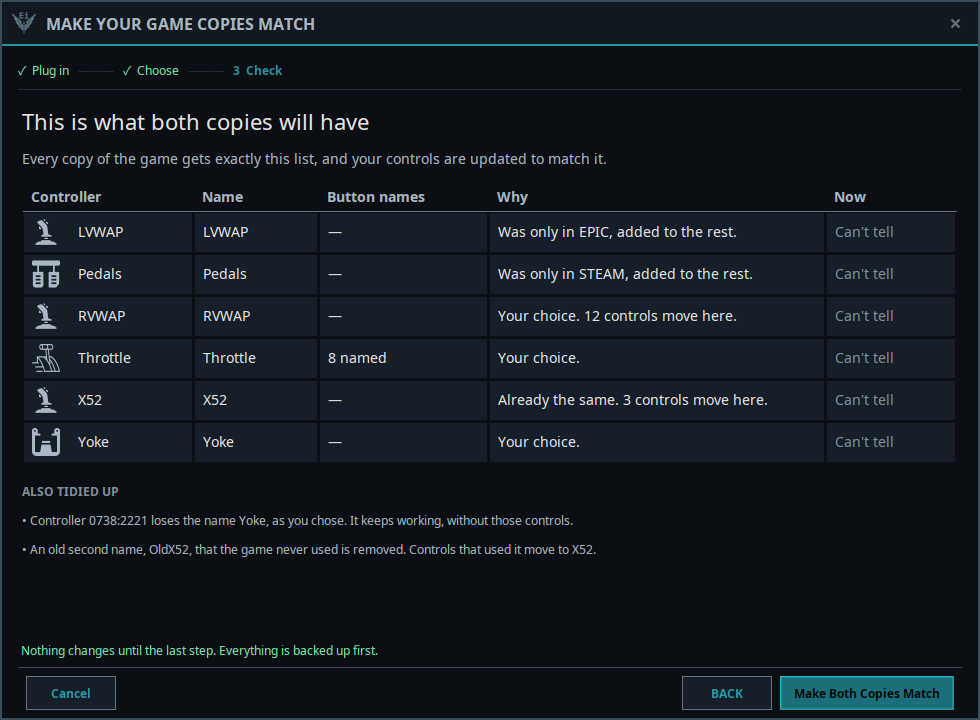 MAKE YOUR GAME COPIES MATCH ×
✓ Plug in ✓ Choose 3 Check
This is what both copies will have
Every copy of the game gets exactly this list, and your controls are updated to match it.
Controller Name Button names Why Now
LVWAP LVWAP — Was only in EPIC, added to the rest. Can't tell
Pedals Pedals — Was only in STEAM, added to the rest. Can't tell
RVWAP RVWAP — Your choice. 12 controls move here. Can't tell
Throttle Throttle 8 named Your choice. Can't tell
X52 X52 — Already the same. 3 controls move here. Can't tell
Yoke Yoke — Your choice. Can't tell
ALSO TIDIED UP
• Controller 0738:2221 loses the name Yoke, as you chose. It keeps working, without those controls.
• An old second name, OldX52, that the game never used is removed. Controls that used it move to X52.
Nothing changes until the last step. Everything is backed up first.
Cancel BACK Make Both Copies Match